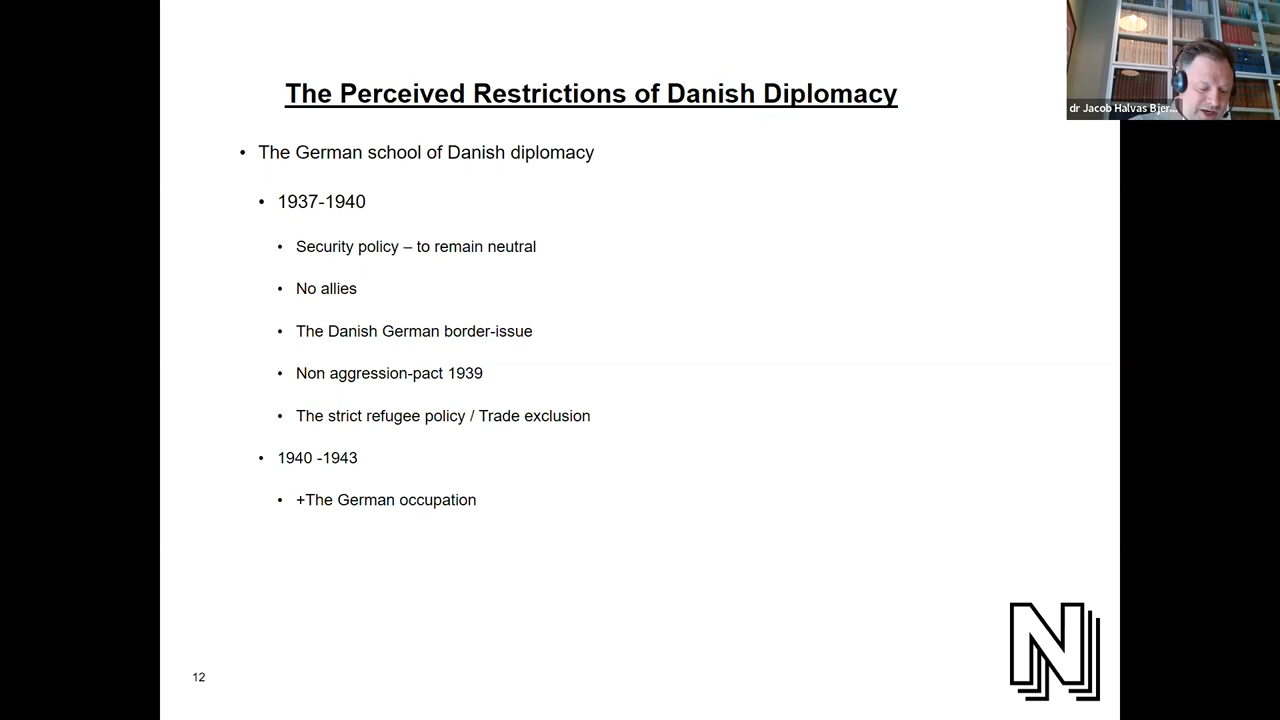 The Perceived Restrictions of Danish Diplomacy
dr Jacob Halvas Bjer...
• The German school of Danish diplomacy
• 1937-1940
• Security policy – to remain neutral
• No allies
• The Danish German border-issue
• Non aggression-pact 1939
• The strict refugee policy / Trade exclusion
• 1940 -1943
• +The German occupation
N
12